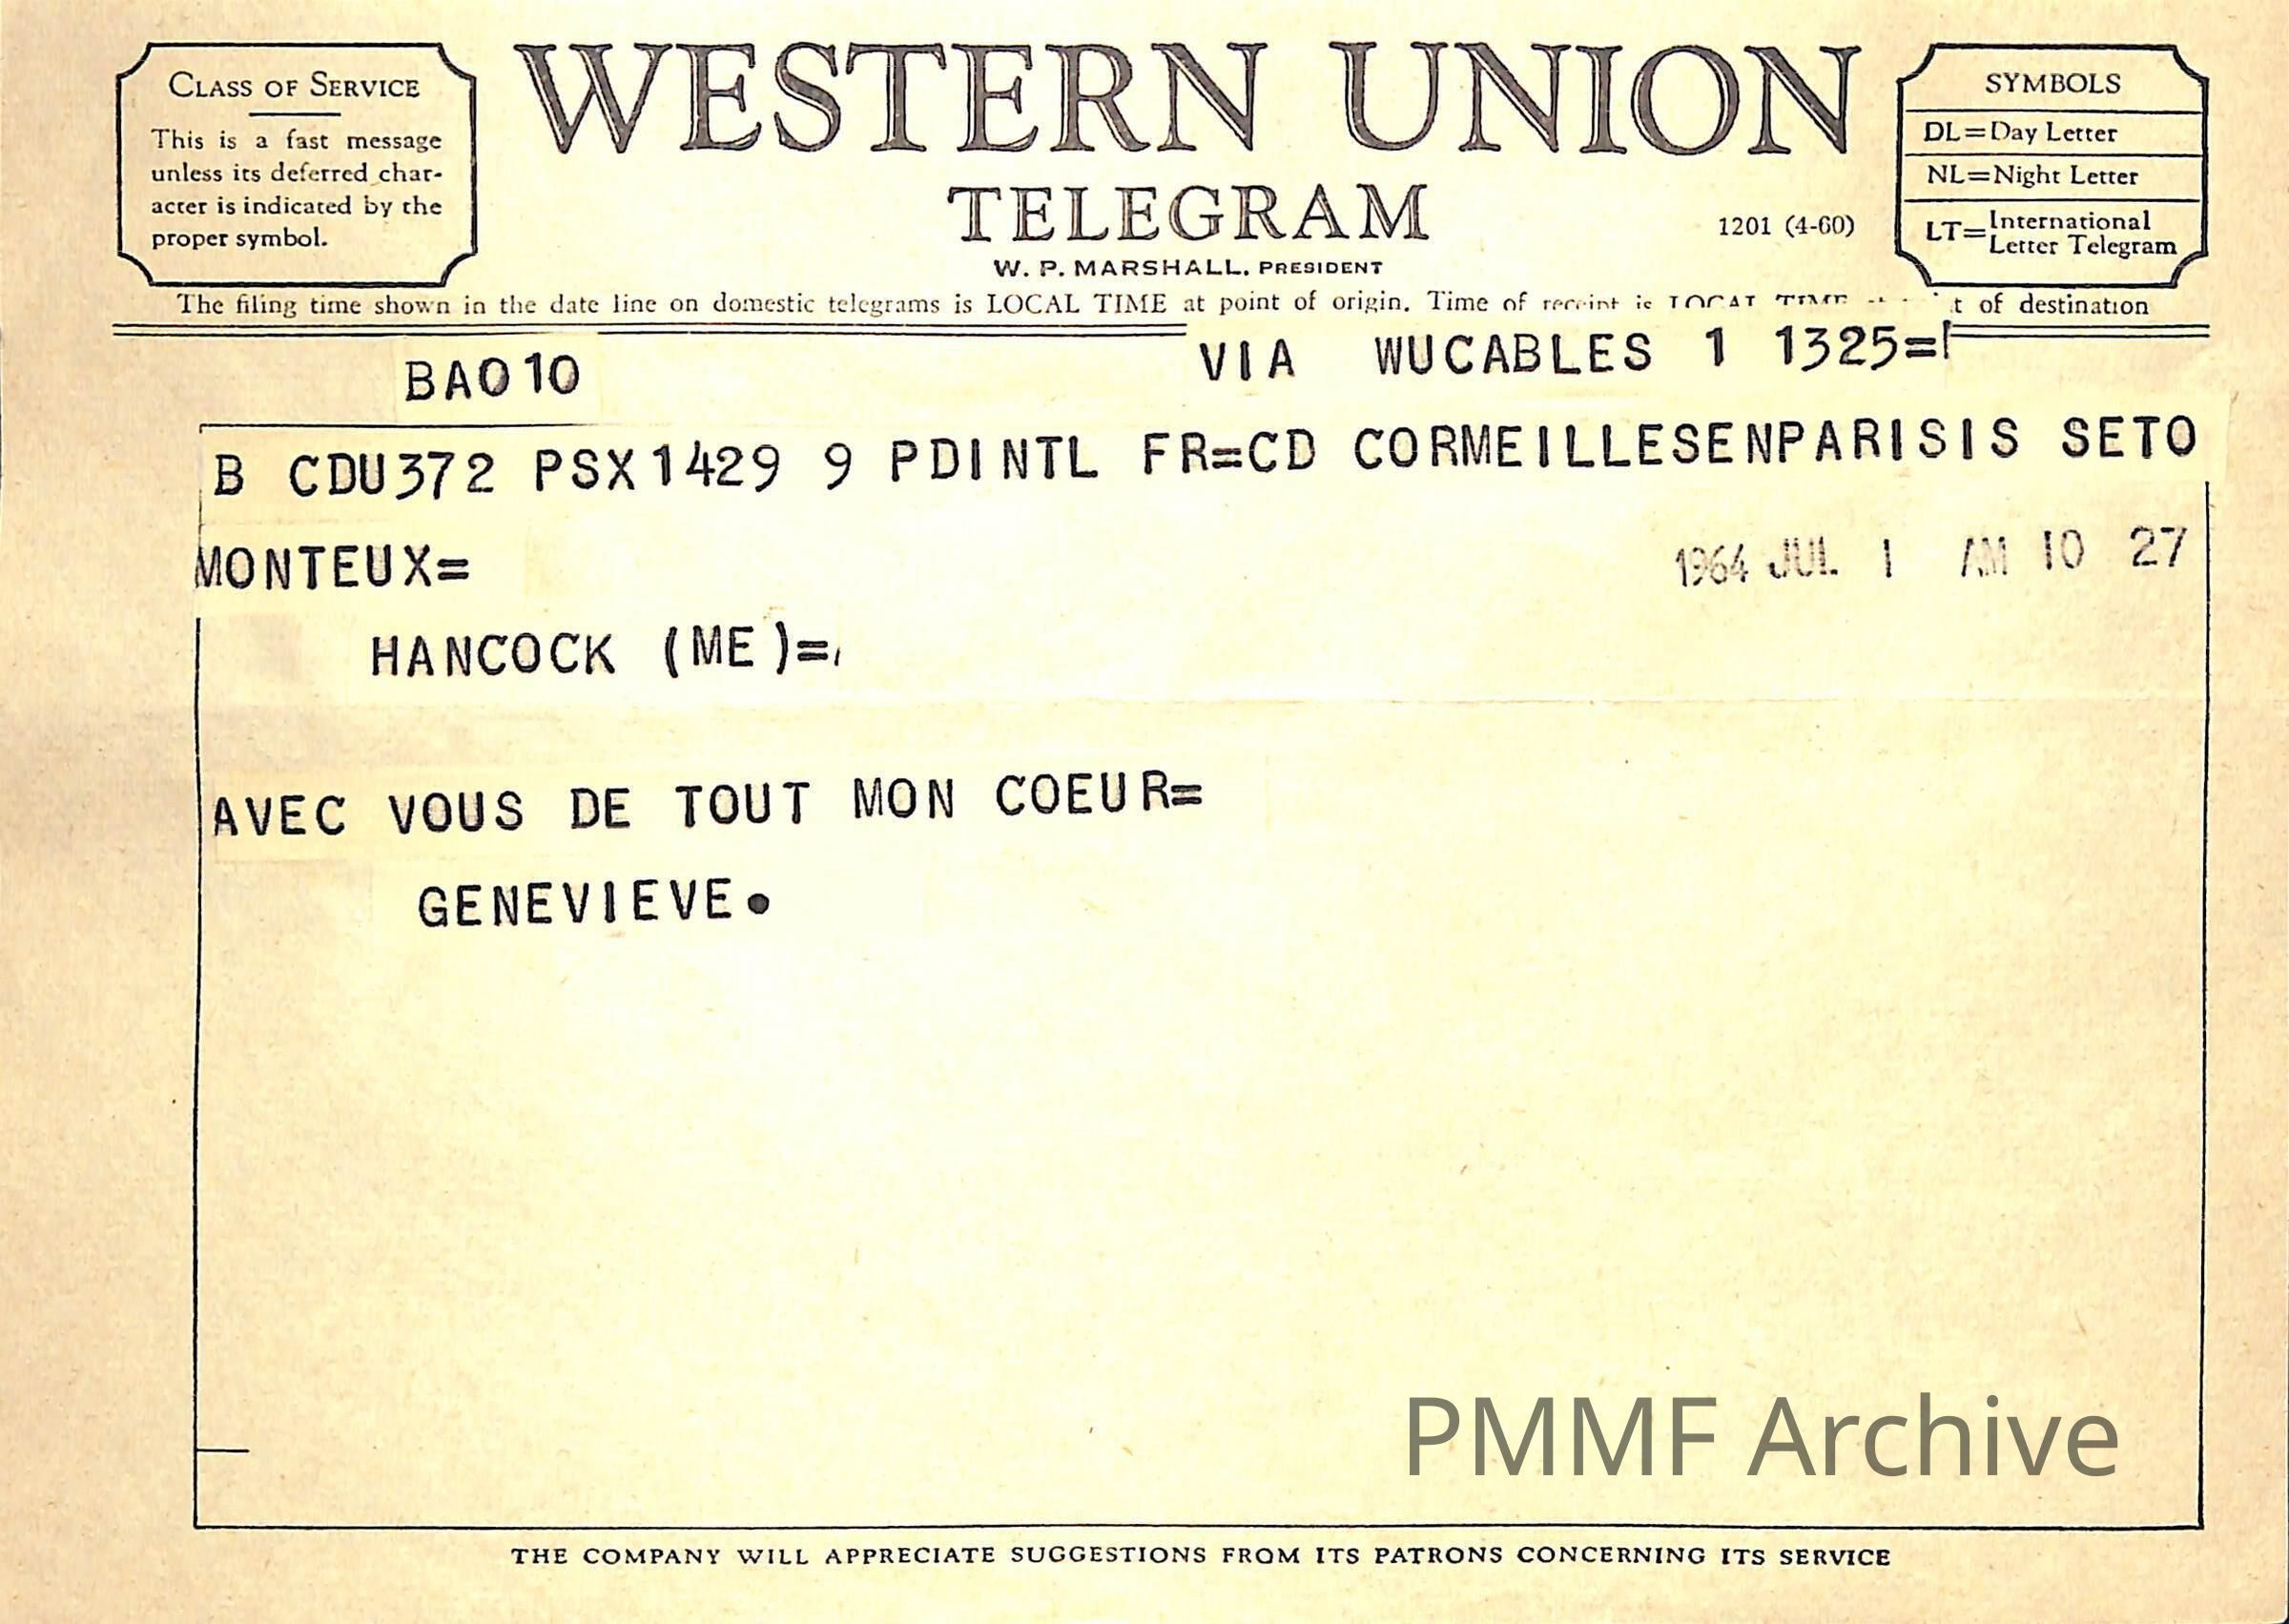 CLASS OF SERVICE
This is a fast message
unless its deferred char-
acter is indicated by the
proper symbol.
WESTERN UNION
TELEGRAM
W. P. MARSHALL, PRESIDENT
1201 (4-60)
SYMBOLS
DL=Day Letter
NL=Night Letter
LT=International
Letter Telegram
The filing time shown in the date line on domestic telegrams is LOCAL TIME at point of origin. Time of receipt is LOCAL TIME of destination
BA010 VIA WUCABLES 1 1325=
B CDU372 PSX1429 9 PDINTL FR=CD CORMEILLESENPARISIS SETO
MONTEUX=
1964 JUL 1 AM 10 27
HANCOCK (ME)=
AVEC VOUS DE TOUT MON COEUR=
GENEVIEVE•
PMMF Archive
THE COMPANY WILL APPRECIATE SUGGESTIONS FROM ITS PATRONS CONCERNING ITS SERVICE